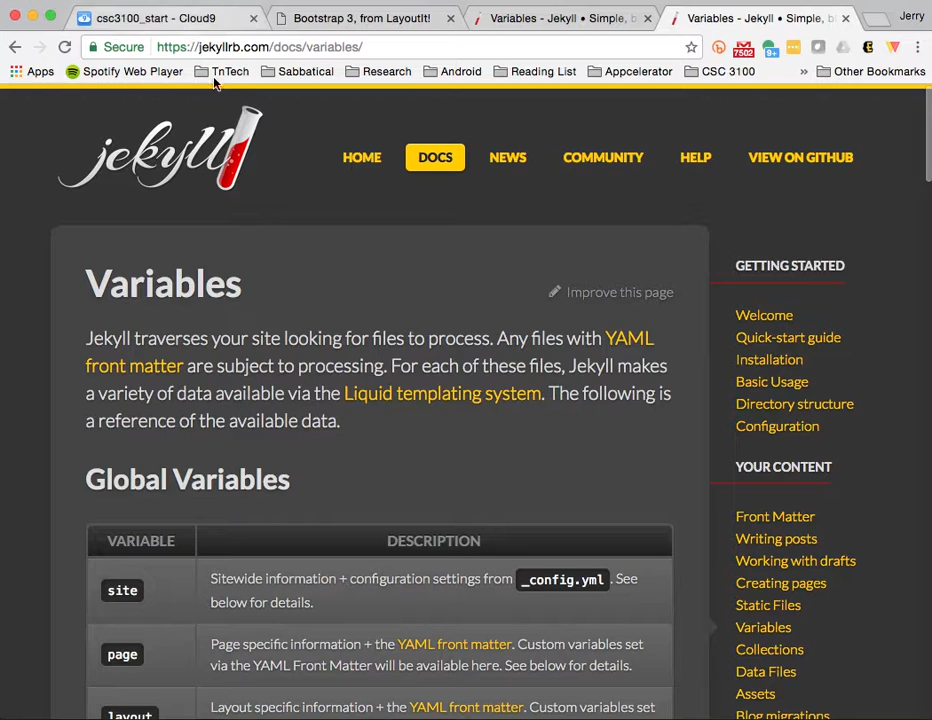 csc3100_start - Cloud9
Bootstrap 3, from LayoutIt!
Variables - Jekyll • Simple, b
Variables - Jekyll • Simple, b
Jerry
Secure https://jekyllrb.com/docs/variables/
7502
9+
Apps Spotify Web Player TnTech Sabbatical Research Android Reading List Appcelerator CSC 3100 » Other Bookmarks
jekyll
HOME DOCS NEWS COMMUNITY HELP VIEW ON GITHUB
Variables
Improve this page
Jekyll traverses your site looking for files to process. Any files with YAML
front matter are subject to processing. For each of these files, Jekyll makes
a variety of data available via the Liquid templating system. The following is
a reference of the available data.
Global Variables
VARIABLE DESCRIPTION
site
Sitewide information + configuration settings from _config.yml. See
below for details.
page
Page specific information + the YAML front matter. Custom variables set
via the YAML Front Matter will be available here. See below for details.
layout
Layout specific information + the YAML front matter. Custom variables set
GETTING STARTED
Welcome
Quick-start guide
Installation
Basic Usage
Directory structure
Configuration
YOUR CONTENT
Front Matter
Writing posts
Working with drafts
Creating pages
Static Files
Variables
Collections
Data Files
Assets
Blog migrations